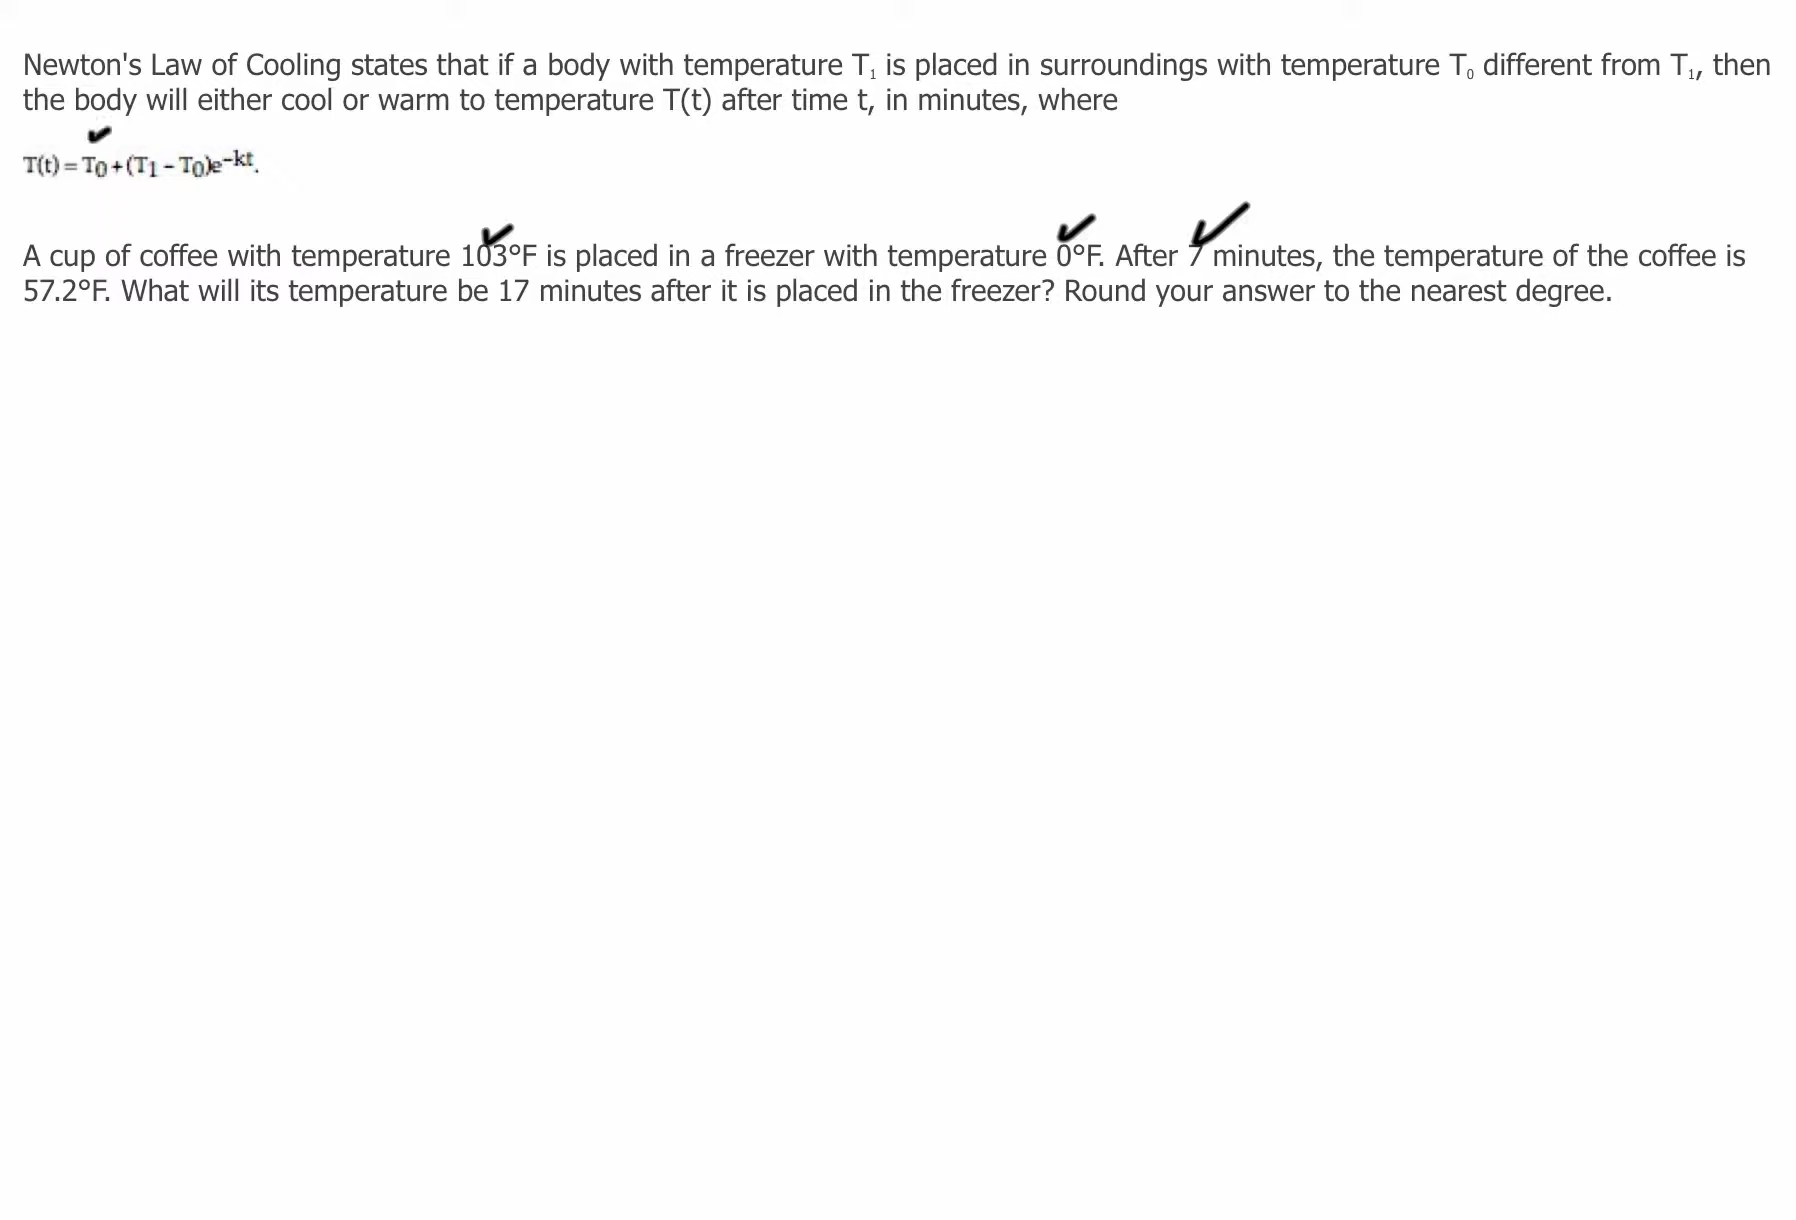 Newton's Law of Cooling states that if a body with temperature T₁ is placed in surroundings with temperature T₀ different from T₁, then
the body will either cool or warm to temperature T(t) after time t, in minutes, where
T(t) = T₀ + (T₁ - T₀)e^-kt.
A cup of coffee with temperature 103°F is placed in a freezer with temperature 0°F. After 7 minutes, the temperature of the coffee is
57.2°F. What will its temperature be 17 minutes after it is placed in the freezer? Round your answer to the nearest degree.